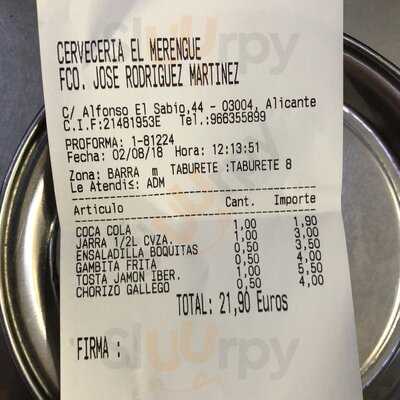 CERVECERIA EL MERENGUE
FCO. JOSE RODRIGUEZ MARTINEZ
C/ Alfonso El Sabio,44 - 03004, Alicante
C.I.F:21481953E Tel.:966355899
PROFORMA: 1-81224
Fecha: 02/08/18 Hora: 12:13:51
Zona: BARRA m TABURETE :TABURETE 8
Le Atendi≤: ADM
Articulo Cant. Importe
COCA COLA 1,00 1,90
JARRA 1/2L CVZA. 1,00 3,00
ENSALADILLA BOQUITAS 0,50 3,50
GAMBITA FRITA 0,50 4,00
TOSTA JAMON IBER. 1,00 5,50
CHORIZO GALLEGO 0,50 4,00
TOTAL: 21,90 Euros
FIRMA :
sluurpy
sluurpy